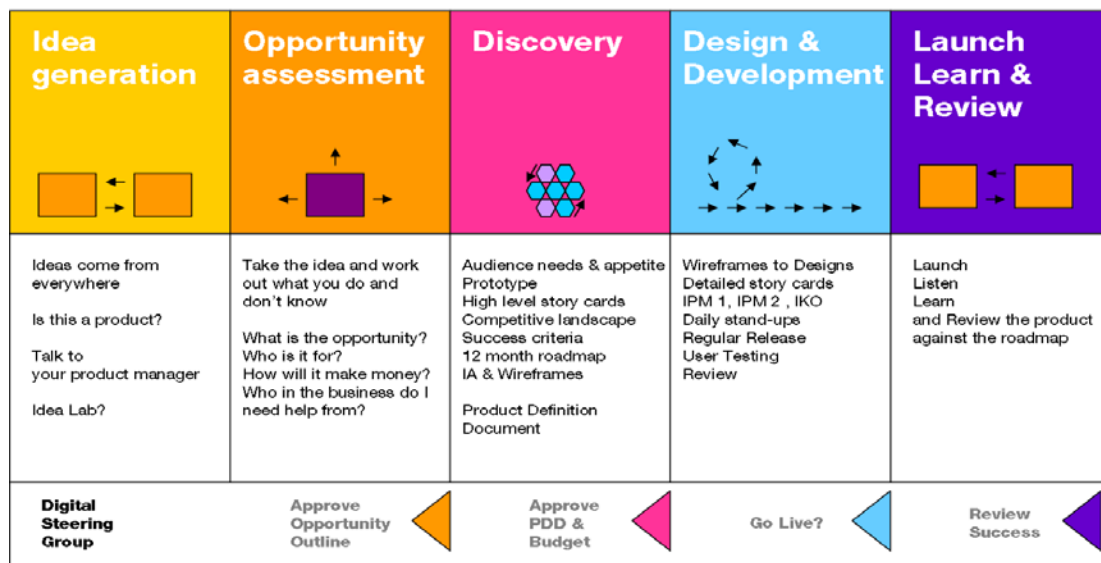 Idea
generation
Opportunity
assessment
Discovery
Design &
Development
Launch
Learn &
Review
Ideas come from
everywhere
Is this a product?
Talk to
your product manager
Idea Lab?
Take the idea and work
out what you do and
don't know
What is the opportunity?
Who is it for?
How will it make money?
Who in the business do I
need help from?
Audience needs & appetite
Prototype
High level story cards
Competitive landscape
Success criteria
12 month roadmap
IA & Wireframes
Product Definition
Document
Wireframes to Designs
Detailed story cards
IPM 1, IPM 2 , IKO
Daily stand-ups
Regular Release
User Testing
Review
Launch
Listen
Learn
and Review the product
against the roadmap
Digital
Steering
Group
Approve
Opportunity
Outline
Approve
PDD &
Budget
Go Live?
Review
Success